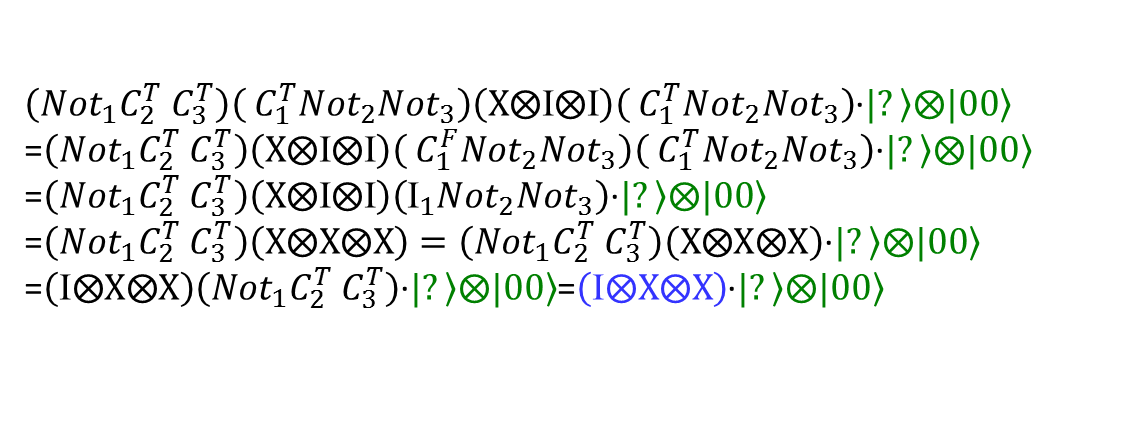 (Not₁C₂ᵀ C₃ᵀ)( C₁ᵀNot₂Not₃)(X⊗I⊗I)( C₁ᵀNot₂Not₃)·|? ⟩⊗|00⟩
=(Not₁C₂ᵀ C₃ᵀ)(X⊗I⊗I)( C₁ꟳNot₂Not₃)( C₁ᵀNot₂Not₃)·|? ⟩⊗|00⟩
=(Not₁C₂ᵀ C₃ᵀ)(X⊗I⊗I)(I₁Not₂Not₃)·|? ⟩⊗|00⟩
=(Not₁C₂ᵀ C₃ᵀ)(X⊗X⊗X) = (Not₁C₂ᵀ C₃ᵀ)(X⊗X⊗X)·|? ⟩⊗|00⟩
=(I⊗X⊗X)(Not₁C₂ᵀ C₃ᵀ)·|? ⟩⊗|00⟩=(I⊗X⊗X)·|? ⟩⊗|00⟩